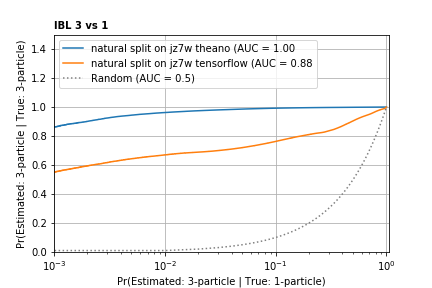 IBL 3 vs 1
natural split on jz7w theano (AUC = 1.00
natural split on jz7w tensorflow (AUC = 0.88
Random (AUC = 0.5)
Pr(Estimated: 3-particle | True: 3-particle)
1.4
1.2
1.0
0.8
0.6
0.4
0.2
0.0
10⁻³
10⁻²
10⁻¹
10⁰
Pr(Estimated: 3-particle | True: 1-particle)